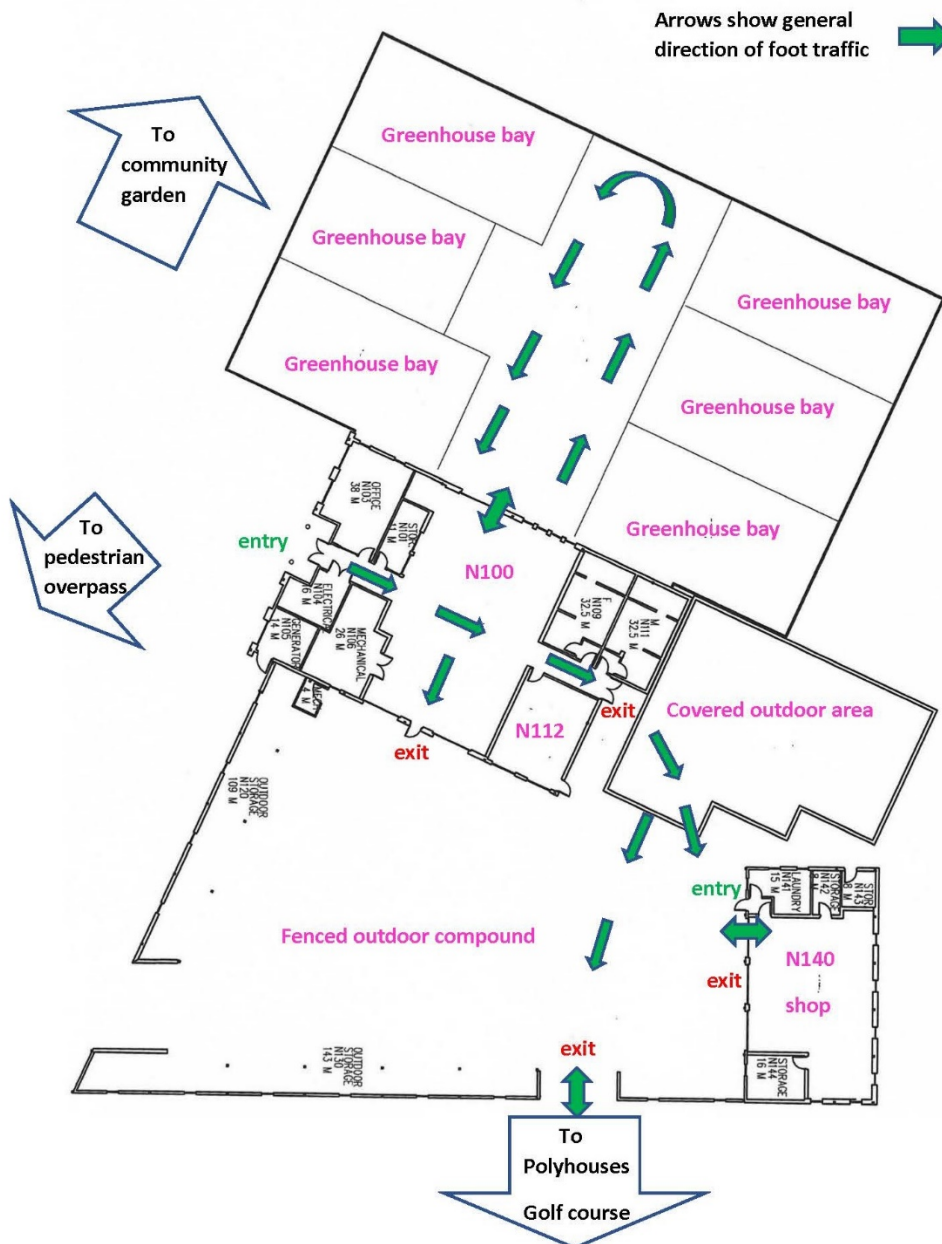 Arrows show general
direction of foot traffic
To
community
garden
Greenhouse bay
Greenhouse bay
Greenhouse bay
Greenhouse bay
Greenhouse bay
Greenhouse bay
To
pedestrian
overpass
entry
OFFICE
N103
38 M
STOR
N101
11 M
N100
ELECTRICAL
N104
16 M
GENERATOR
N105
14 M
MECHANICAL
N106
26 M
4 M
F
N109
32.5 M
M
N111
32.5 M
exit
N112
exit
Covered outdoor area
OUTDOOR
STORAGE
N120
109 M
Fenced outdoor compound
entry
LAUNDRY
N141
15 M
STORAGE
N142
STOR
N143
8 M
exit
N140
shop
STORAGE
N144
16 M
OUTDOOR
STORAGE
N130
143 M
exit
To
Polyhouses
Golf course